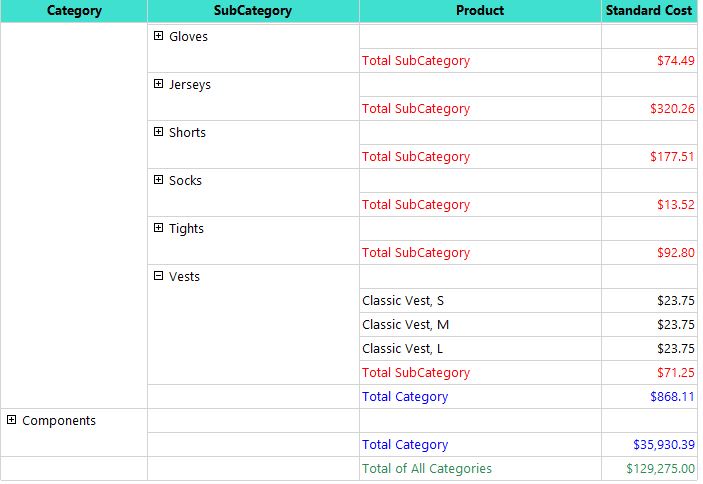 Category SubCategory Product Standard Cost
Gloves
Total SubCategory $74.49
Jerseys
Total SubCategory $320.26
Shorts
Total SubCategory $177.51
Socks
Total SubCategory $13.52
Tights
Total SubCategory $92.80
Vests
Classic Vest, S $23.75
Classic Vest, M $23.75
Classic Vest, L $23.75
Total SubCategory $71.25
Total Category $868.11
Components
Total Category $35,930.39
Total of All Categories $129,275.00